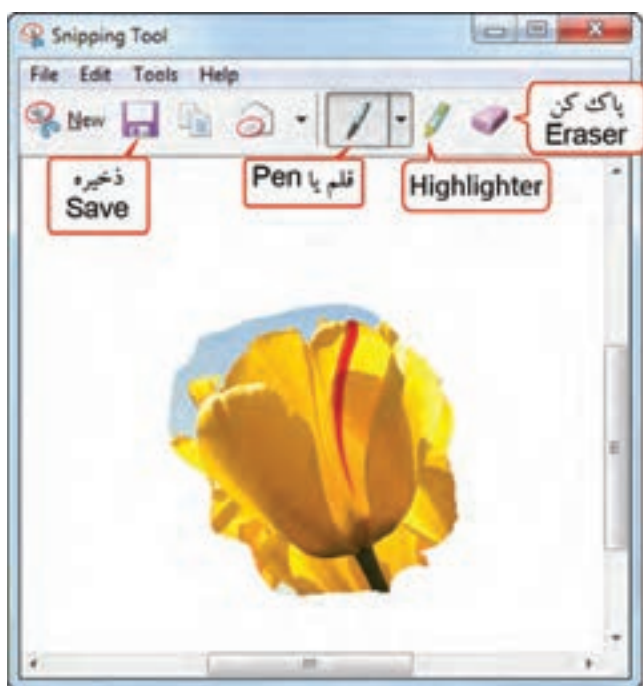 Snipping Tool
File Edit Tools Help
New
پاک کن
Eraser
ذخیره
Save
قلم یا Pen
Highlighter